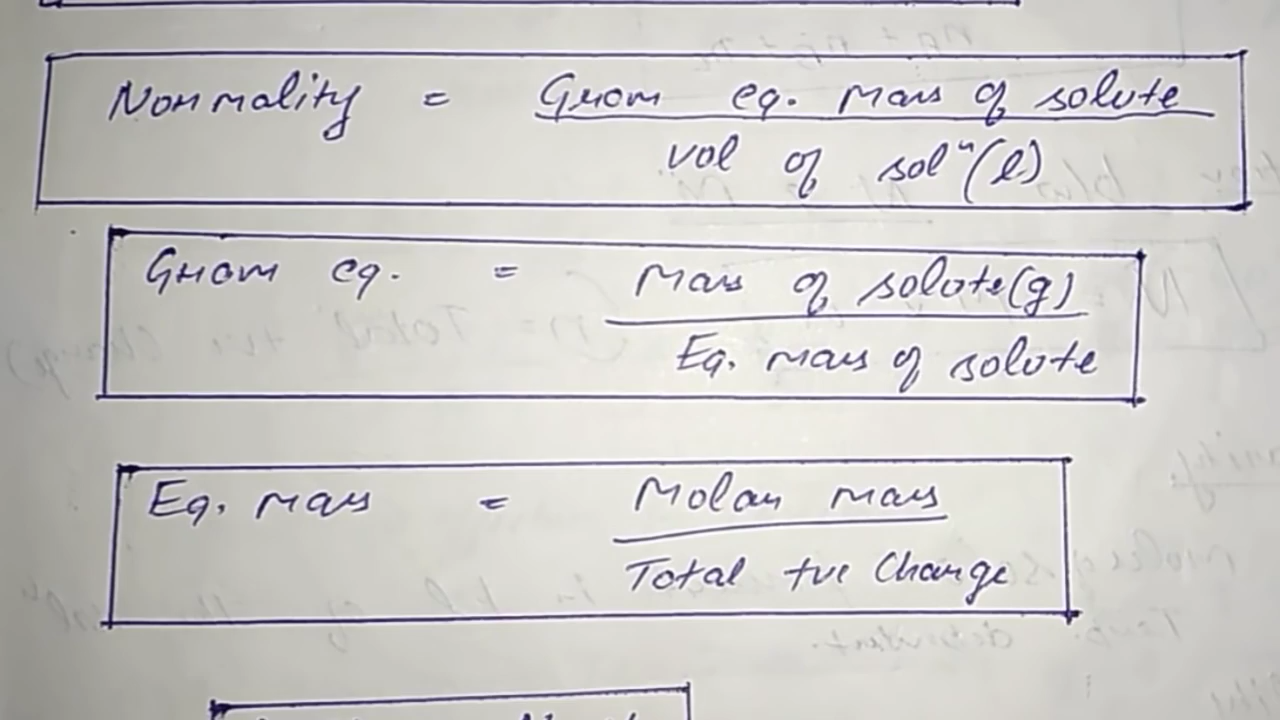 Normality = Gram eq. mass of solute
vol of solⁿ(l)
Gram eq. = Mass of solute(g)
Eq. mass of solute
Eq. mass = Molar mass
Total +ve Charge